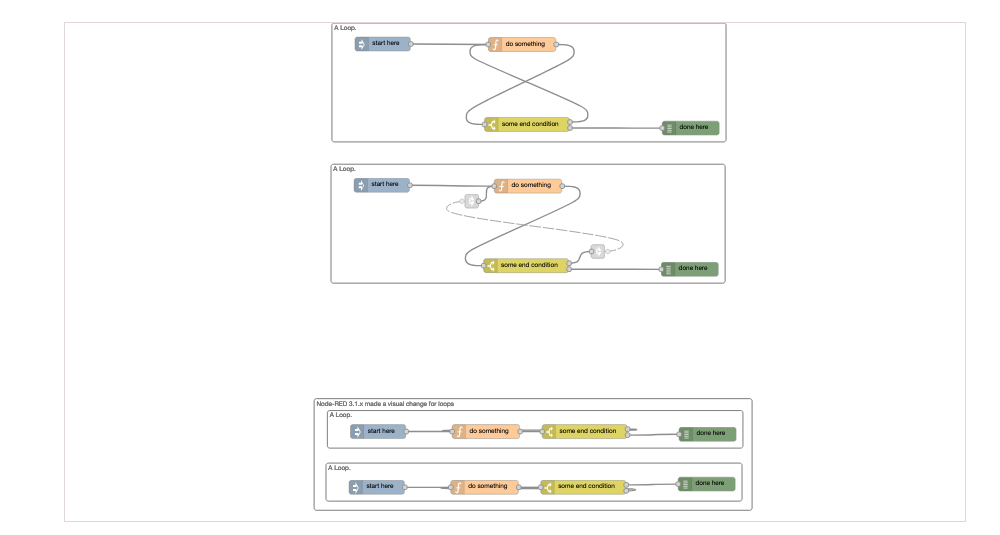 A Loop.
start here
do something
some end condition
done here
A Loop.
start here
do something
some end condition
done here
Node-RED 3.1.x made a visual change for loops
A Loop.
start here
do something
some end condition
done here
A Loop.
start here
do something
some end condition
done here